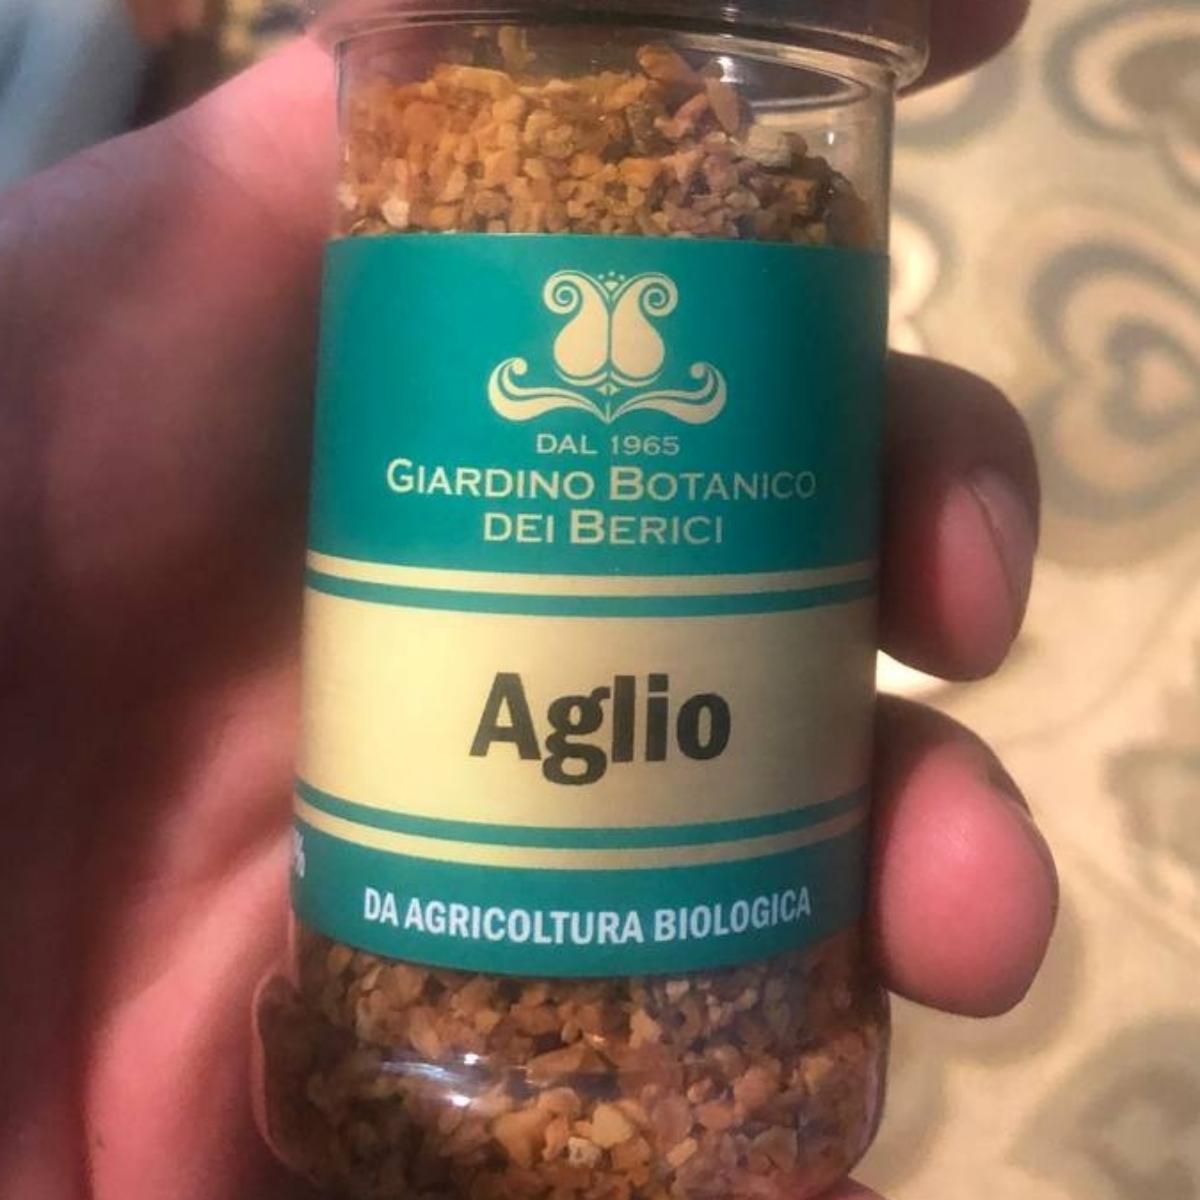 DAL 1965
GIARDINO BOTANICO
DEI BERICI
Aglio
%
DA AGRICOLTURA BIOLOGICA